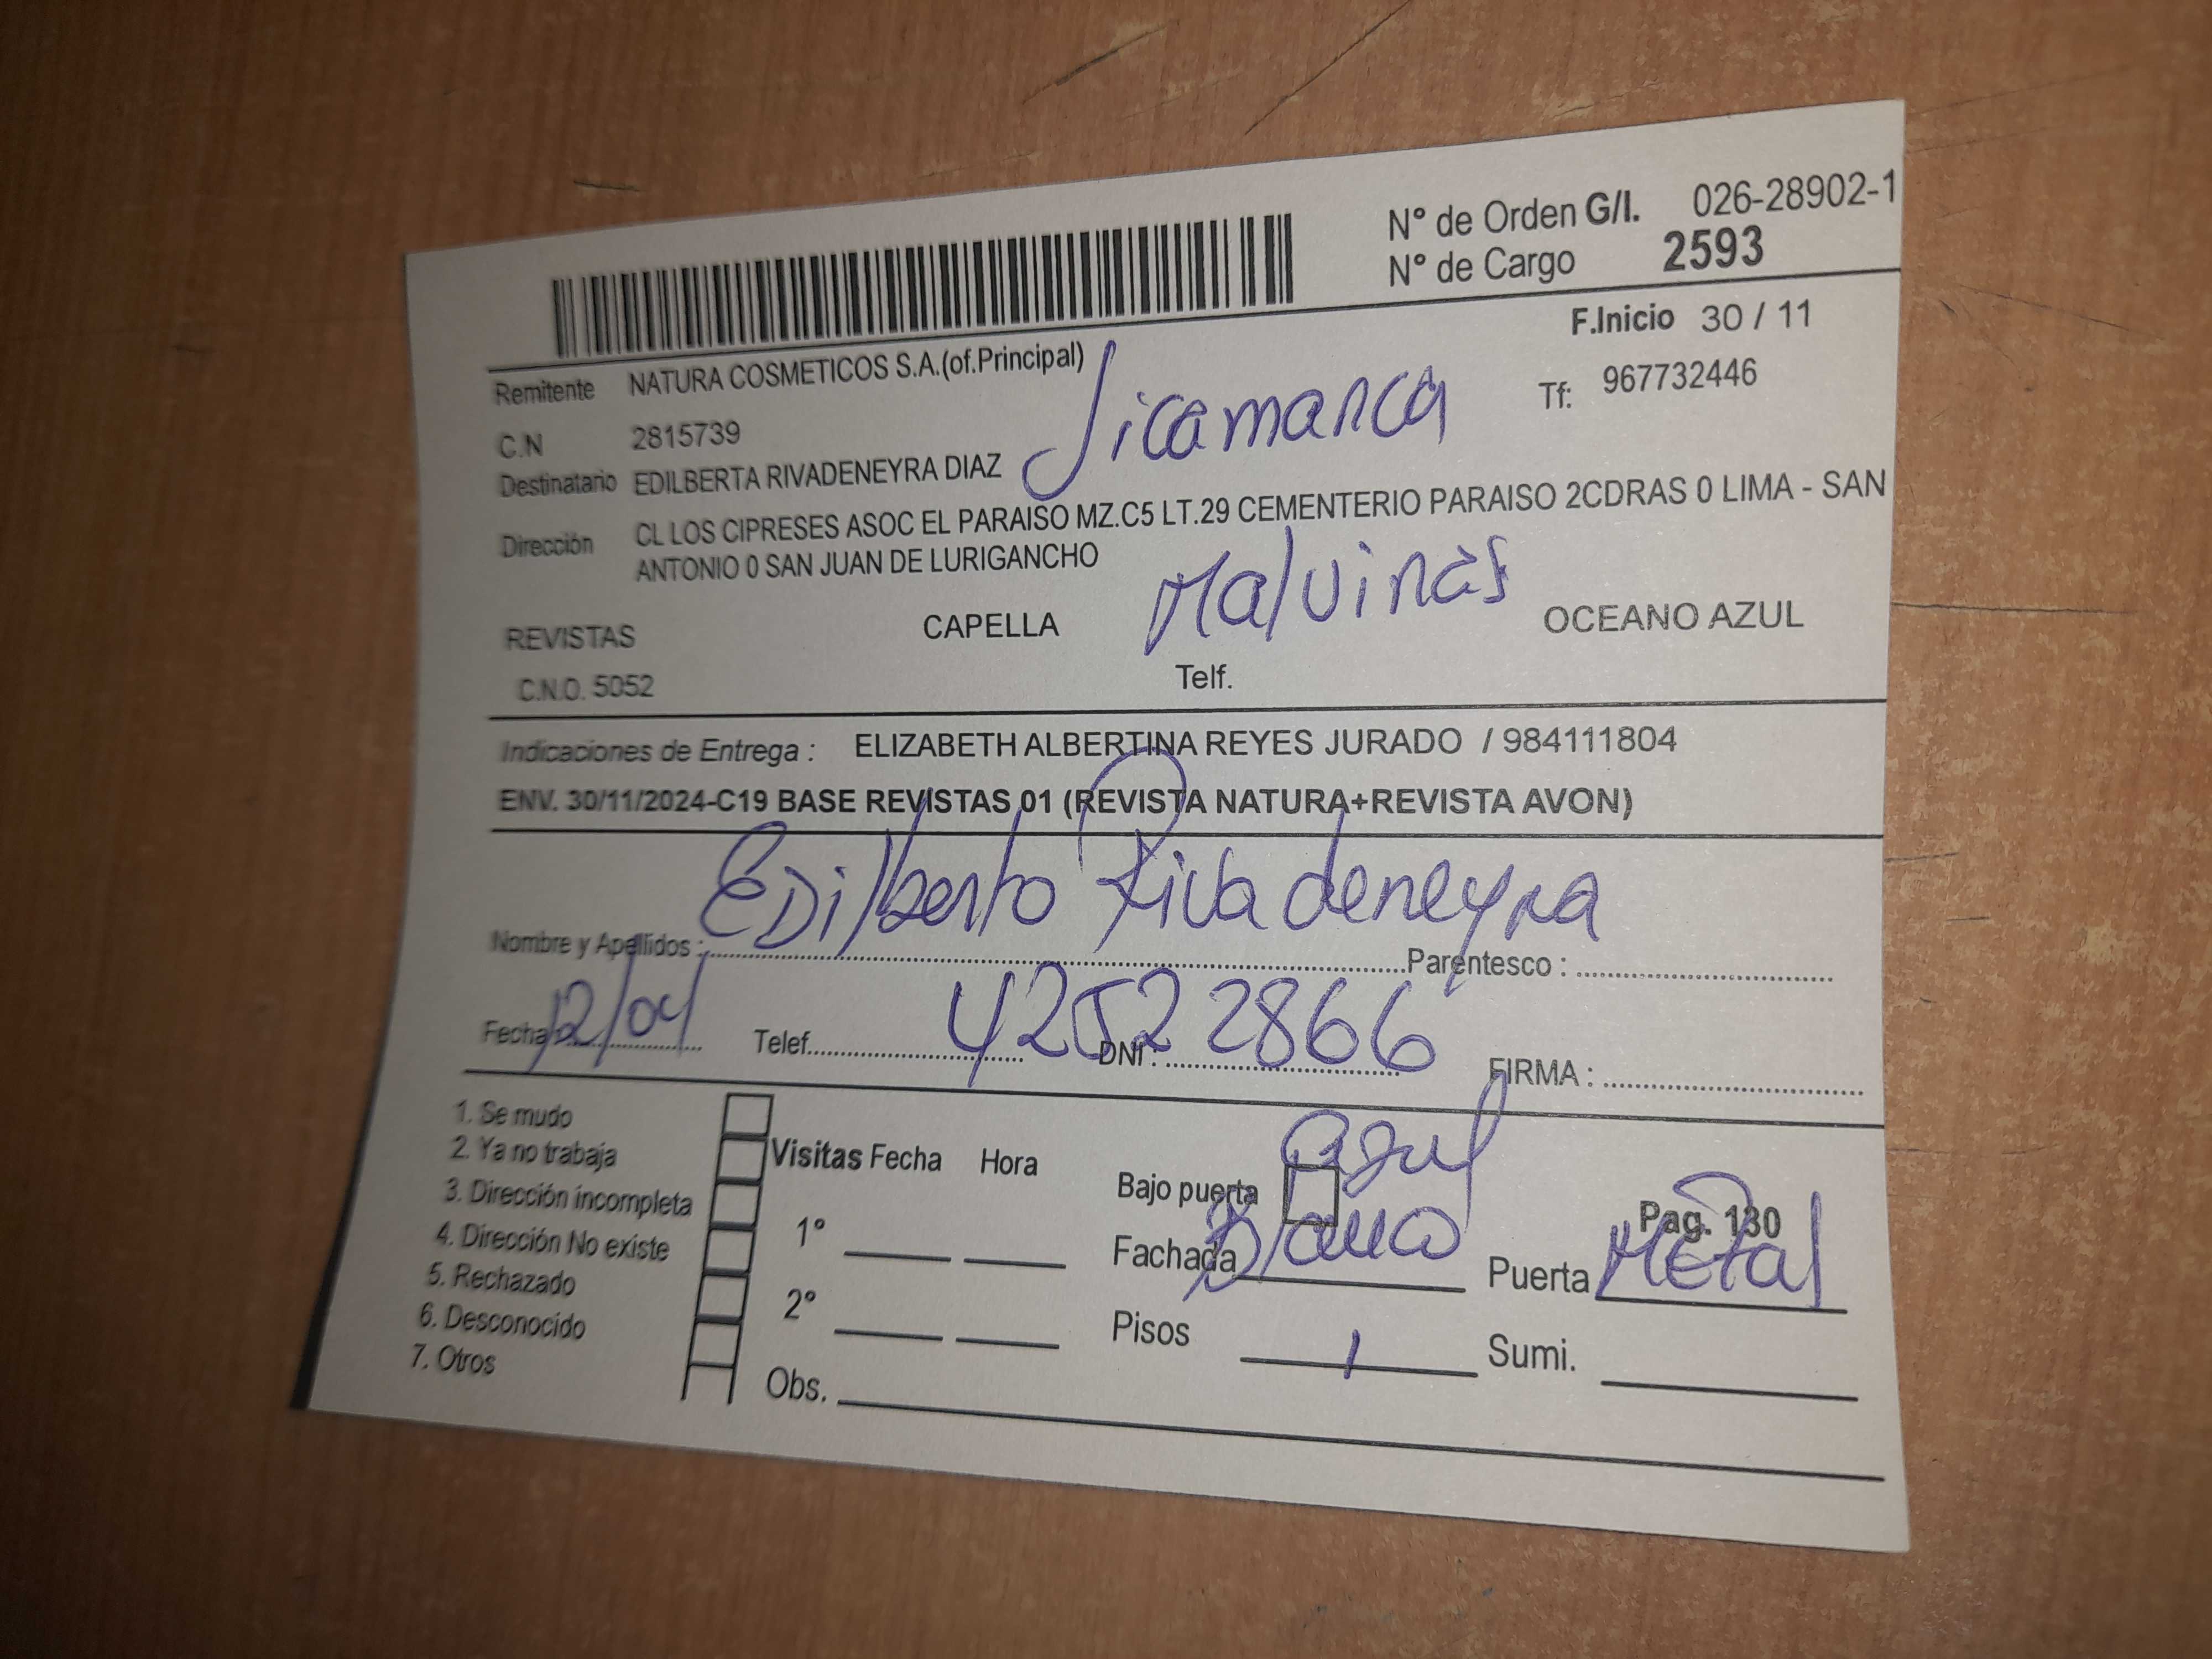 N° de Orden G/I. 026-28902-1
N° de Cargo 2593
F.Inicio 30 / 11
Remitente NATURA COSMETICOS S.A.(of.Principal)
Tf: 967732446
Jicamarca
C.N 2815739
Destinatario EDILBERTA RIVADENEYRA DIAZ
Dirección CL LOS CIPRESES ASOC EL PARAISO MZ.C5 LT.29 CEMENTERIO PARAISO 2CDRAS 0 LIMA - SAN
ANTONIO 0 SAN JUAN DE LURIGANCHO
Malvinas
REVISTAS CAPELLA OCEANO AZUL
C.N.O. 5052 Telf.
Indicaciones de Entrega : ELIZABETH ALBERTINA REYES JURADO / 984111804
ENV. 30/11/2024-C19 BASE REVISTAS 01 (REVISTA NATURA+REVISTA AVON)
Nombre y Apellidos : Edilberto Rivadeneyra Parentesco :
Fecha 12/04 Telef. DNI : 42522866 FIRMA :
1. Se mudo
2. Ya no trabaja
3. Dirección incompleta
4. Dirección No existe
5. Rechazado
6. Desconocido
7. Otros
Visitas Fecha Hora
1°
2°
Obs.
Bajo puerta
azul
Fachada Blanco
Pag. 130
Puerta Metal
Pisos 1
Sumi.